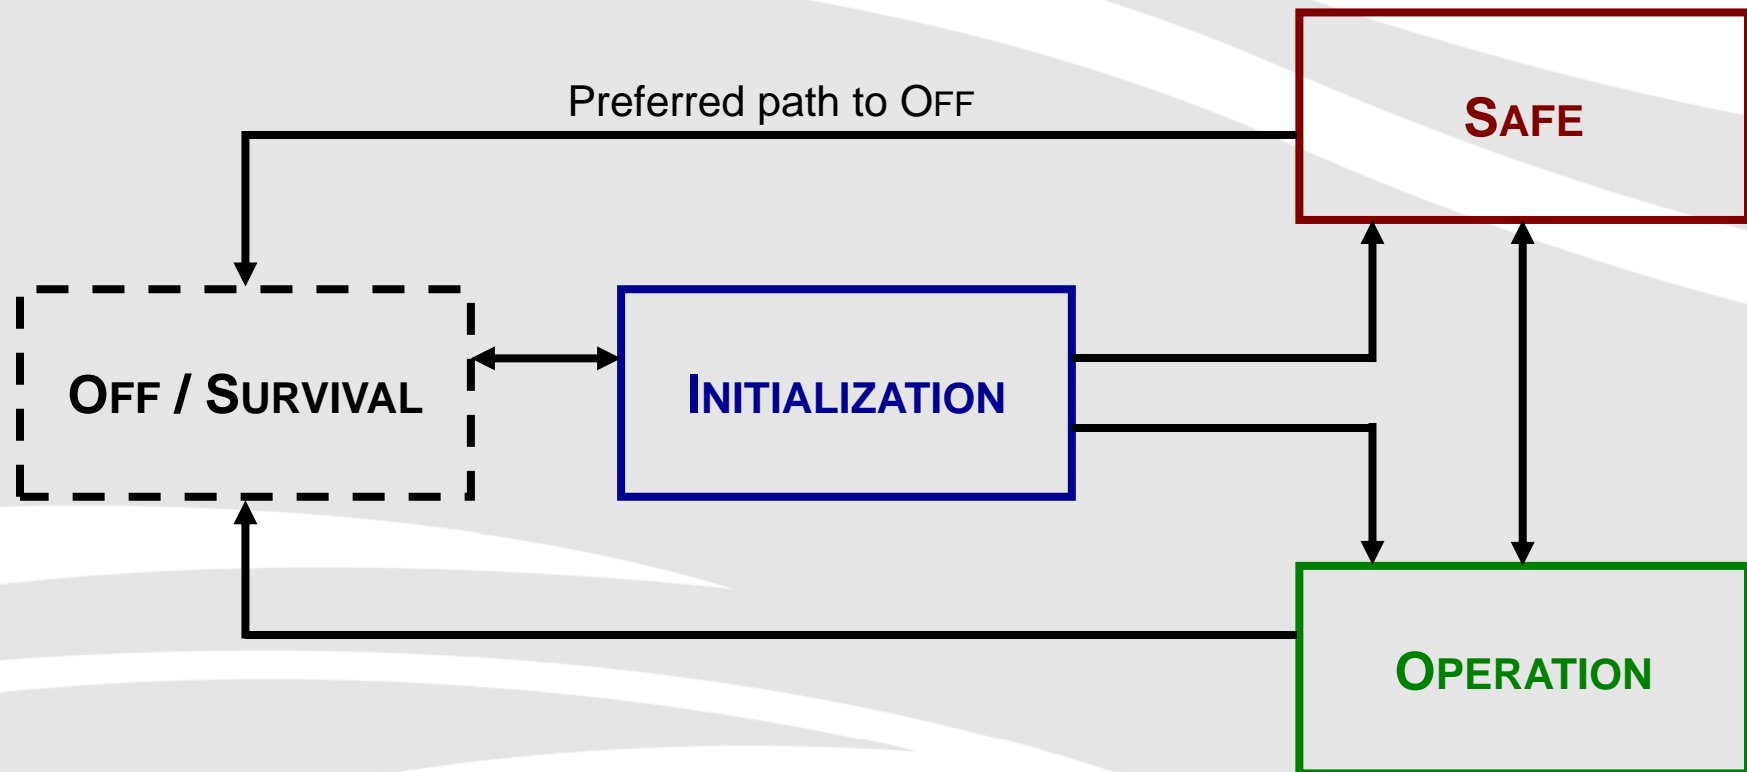 Preferred path to OFF
SAFE
OFF / SURVIVAL
INITIALIZATION
OPERATION